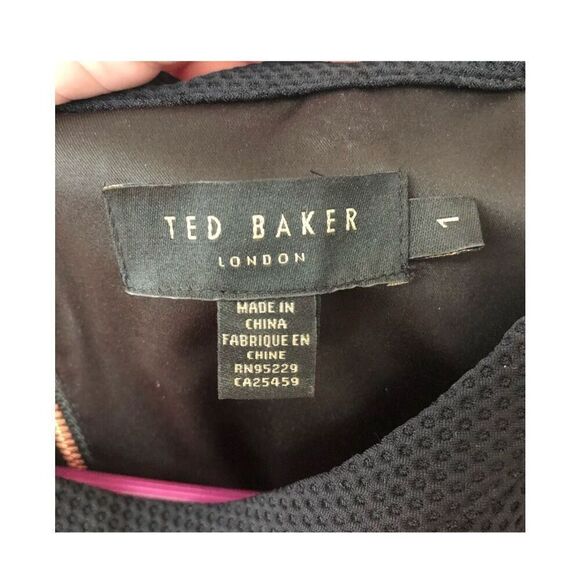 TED BAKER
LONDON
1
MADE IN
CHINA
FABRIQUE EN
CHINE
RN95229
CA25459